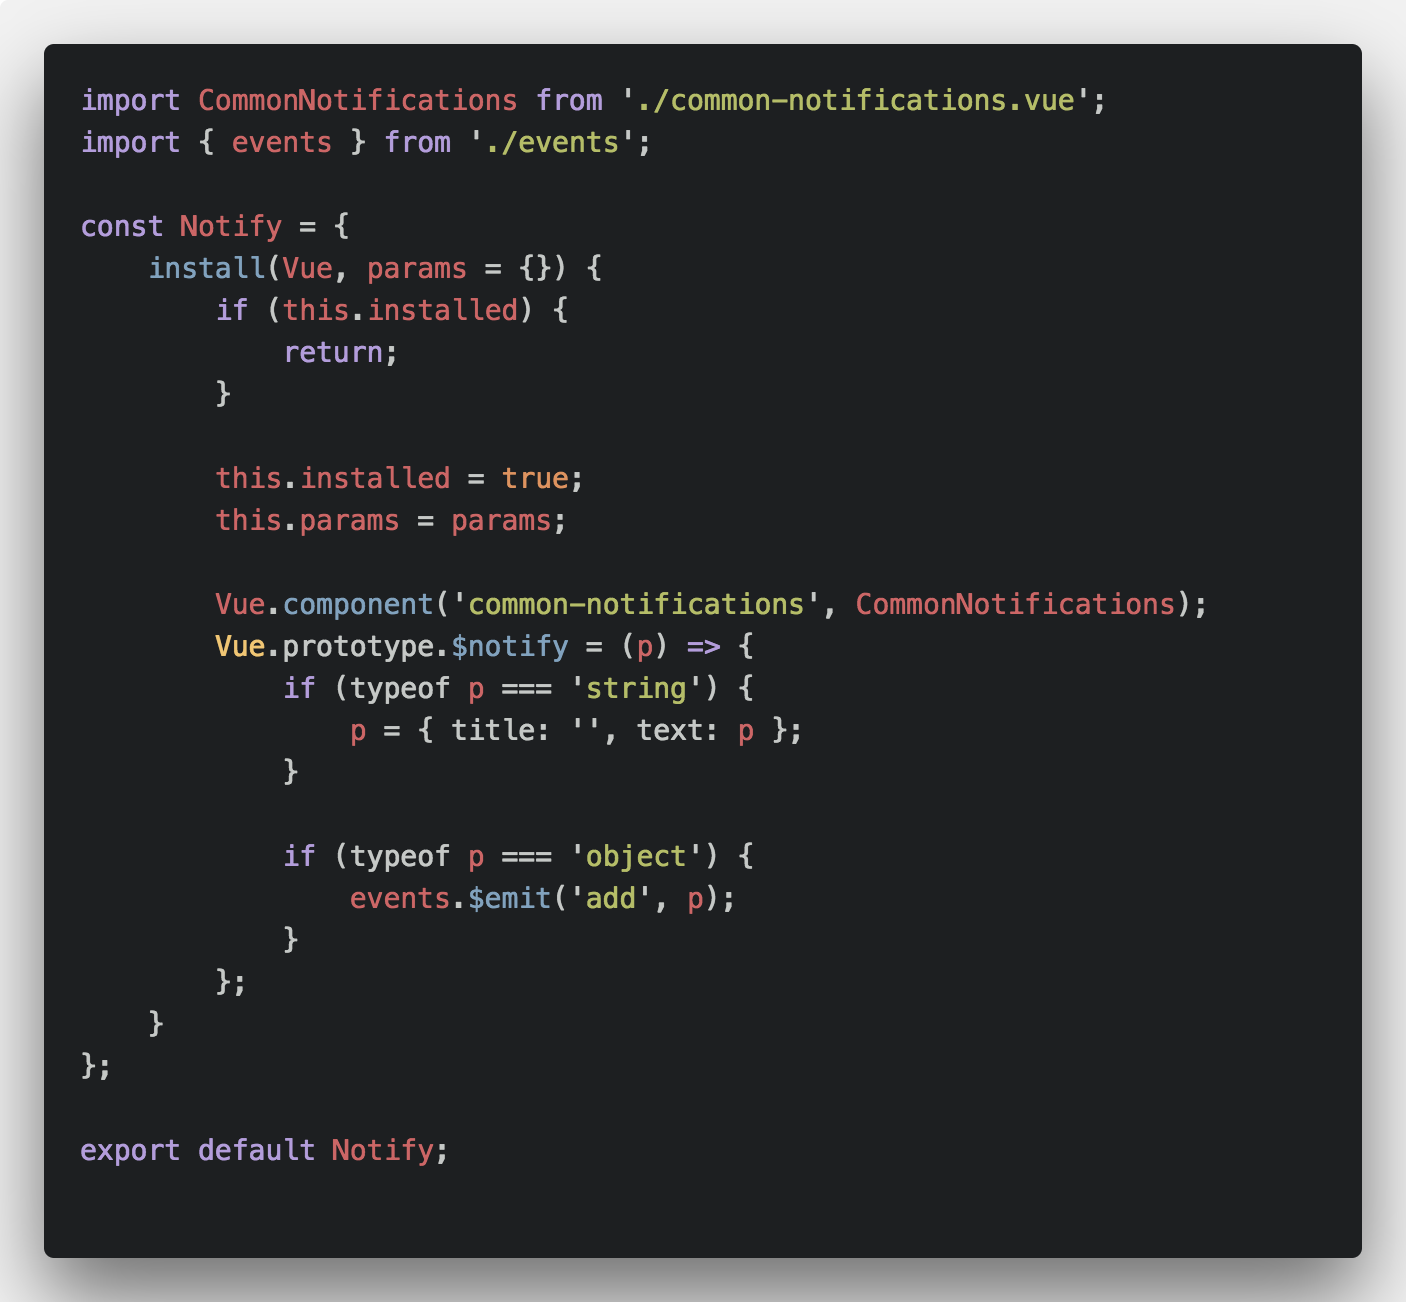 import CommonNotifications from './common-notifications.vue';
import { events } from './events';

const Notify = {
    install(Vue, params = {}) {
        if (this.installed) {
            return;
        }

        this.installed = true;
        this.params = params;

        Vue.component('common-notifications', CommonNotifications);
        Vue.prototype.$notify = (p) => {
            if (typeof p === 'string') {
                p = { title: '', text: p };
            }

            if (typeof p === 'object') {
                events.$emit('add', p);
            }
        };
    }
};

export default Notify;